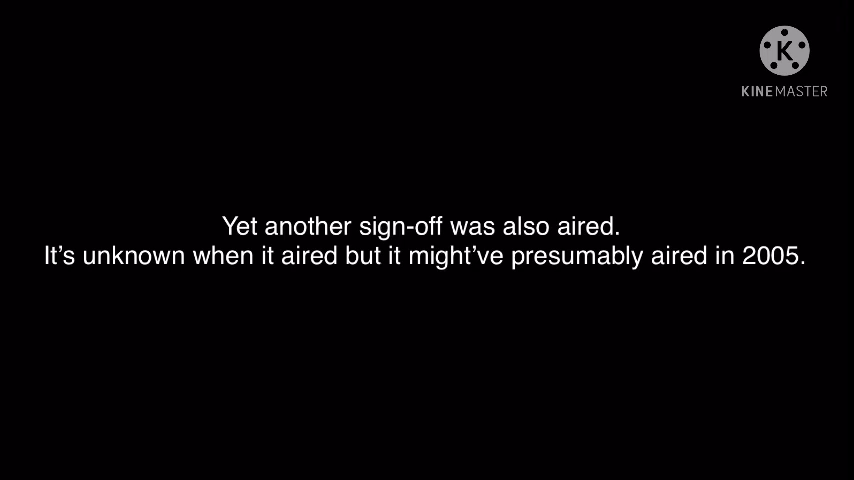 K
KINEMASTER
Yet another sign-off was also aired.
It’s unknown when it aired but it might’ve presumably aired in 2005.